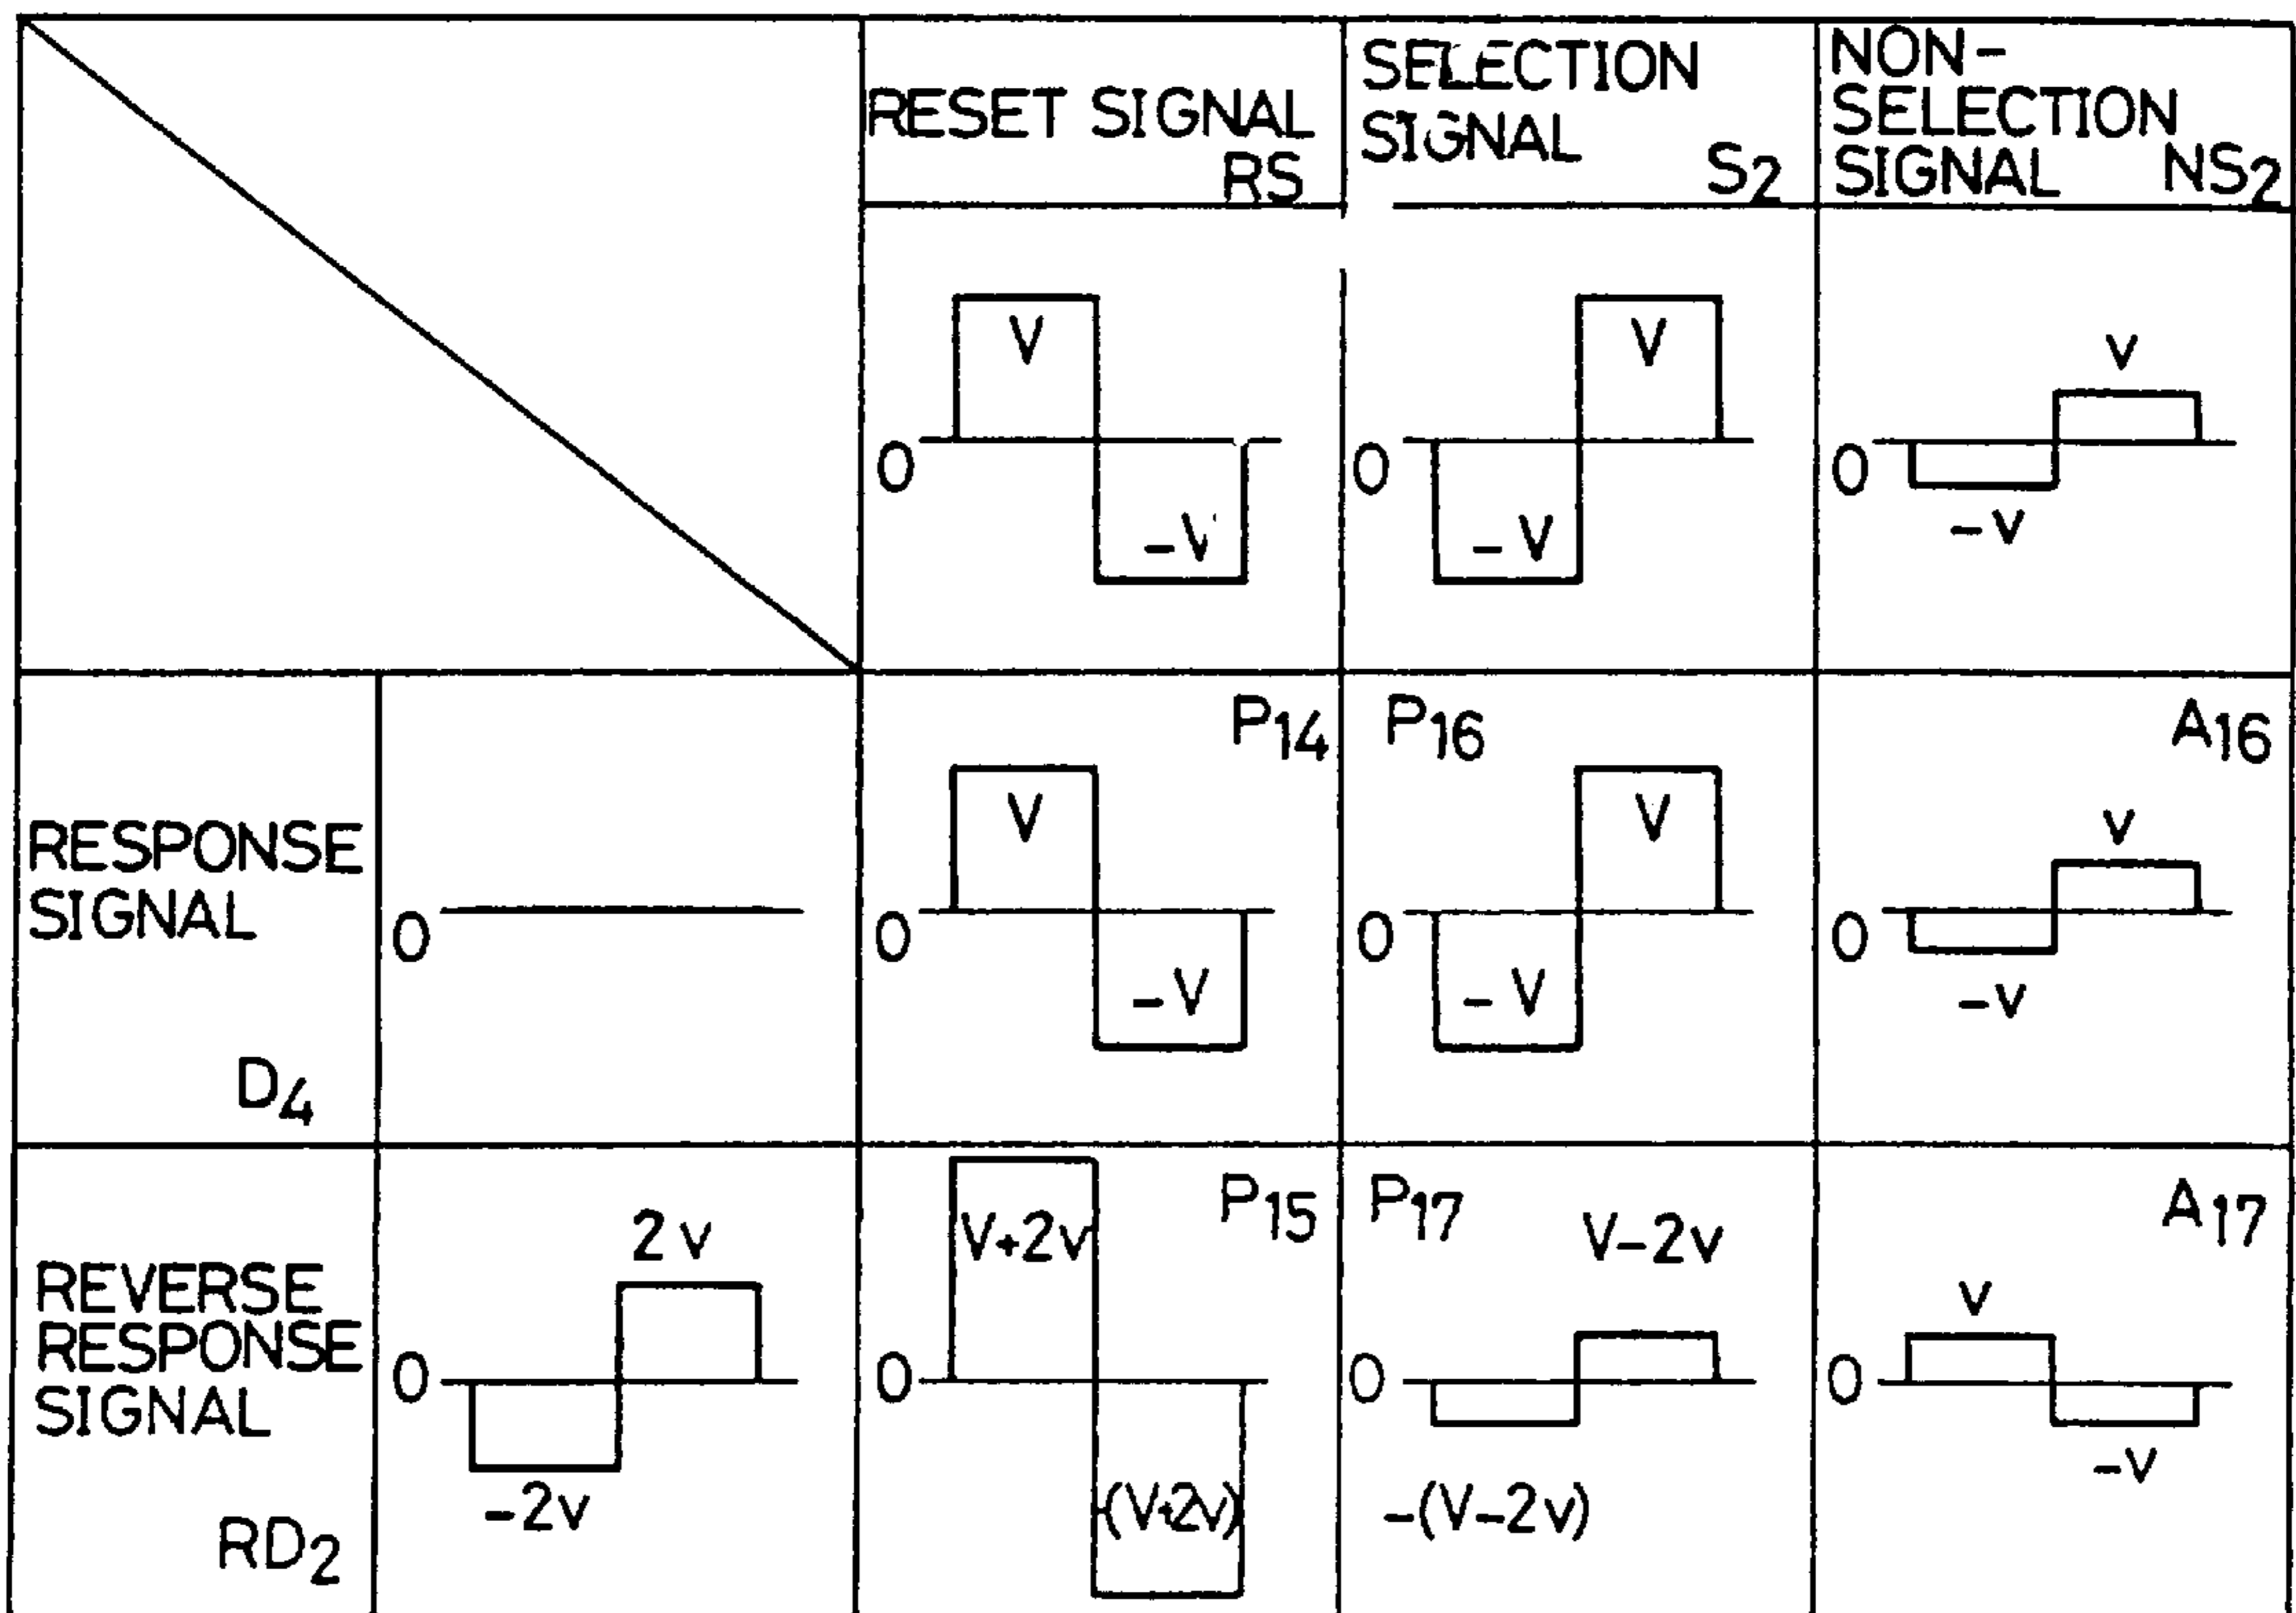 RESET SIGNAL
RS
SELECTION
SIGNAL S2
NON-
SELECTION
SIGNAL NS2
V
0
-V
V
0
-V
v
0
-v
RESPONSE
SIGNAL
D4
0
P14
V
0
-V
P16
V
0
-V
A16
v
0
-v
REVERSE
RESPONSE
SIGNAL
RD2
2v
0
-2v
P15
V+2v
0
-(V+2v)
P17
V-2v
0
-(V-2v)
A17
v
0
-v